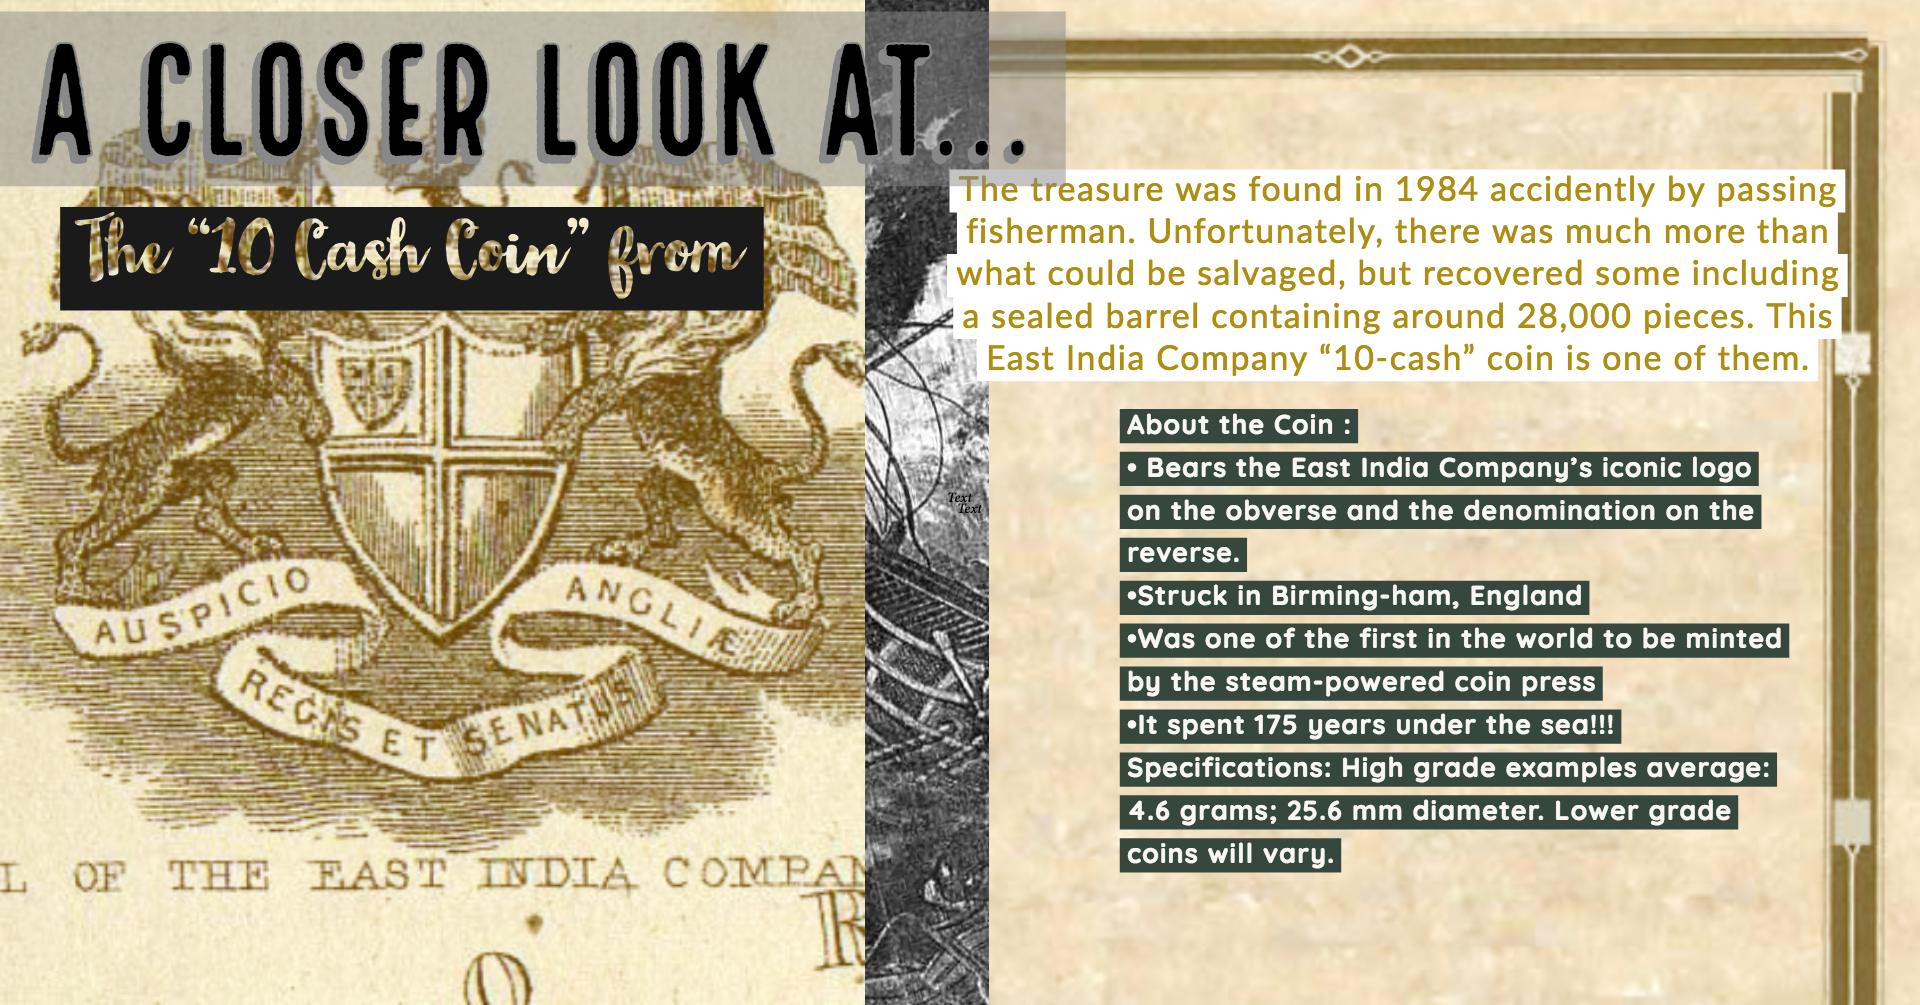 A CLOSER LOOK AT...
The “10 Cash Coin” from
The treasure was found in 1984 accidently by passing
fisherman. Unfortunately, there was much more than
what could be salvaged, but recovered some including
a sealed barrel containing around 28,000 pieces. This
East India Company “10-cash” coin is one of them.
About the Coin :
• Bears the East India Company’s iconic logo
on the obverse and the denomination on the
reverse.
•Struck in Birming-ham, England
•Was one of the first in the world to be minted
by the steam-powered coin press
•It spent 175 years under the sea!!!
Specifications: High grade examples average:
4.6 grams; 25.6 mm diameter. Lower grade
coins will vary.
Text
Text
AUSPICIO
REGIS ET SENATUS
ANGLIÆ
L OF THE EAST INDIA COMPAN